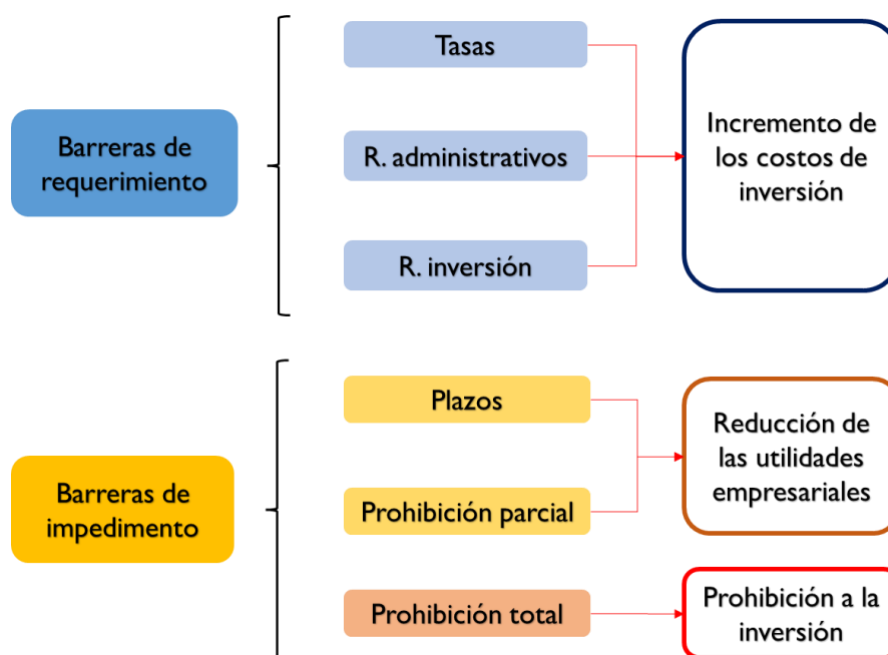 Barreras de
requerimiento
Tasas
R. administrativos
R. inversión
Incremento de
los costos de
inversión
Barreras de
impedimento
Plazos
Prohibición parcial
Prohibición total
Reducción de
las utilidades
empresariales
Prohibición a la
inversión